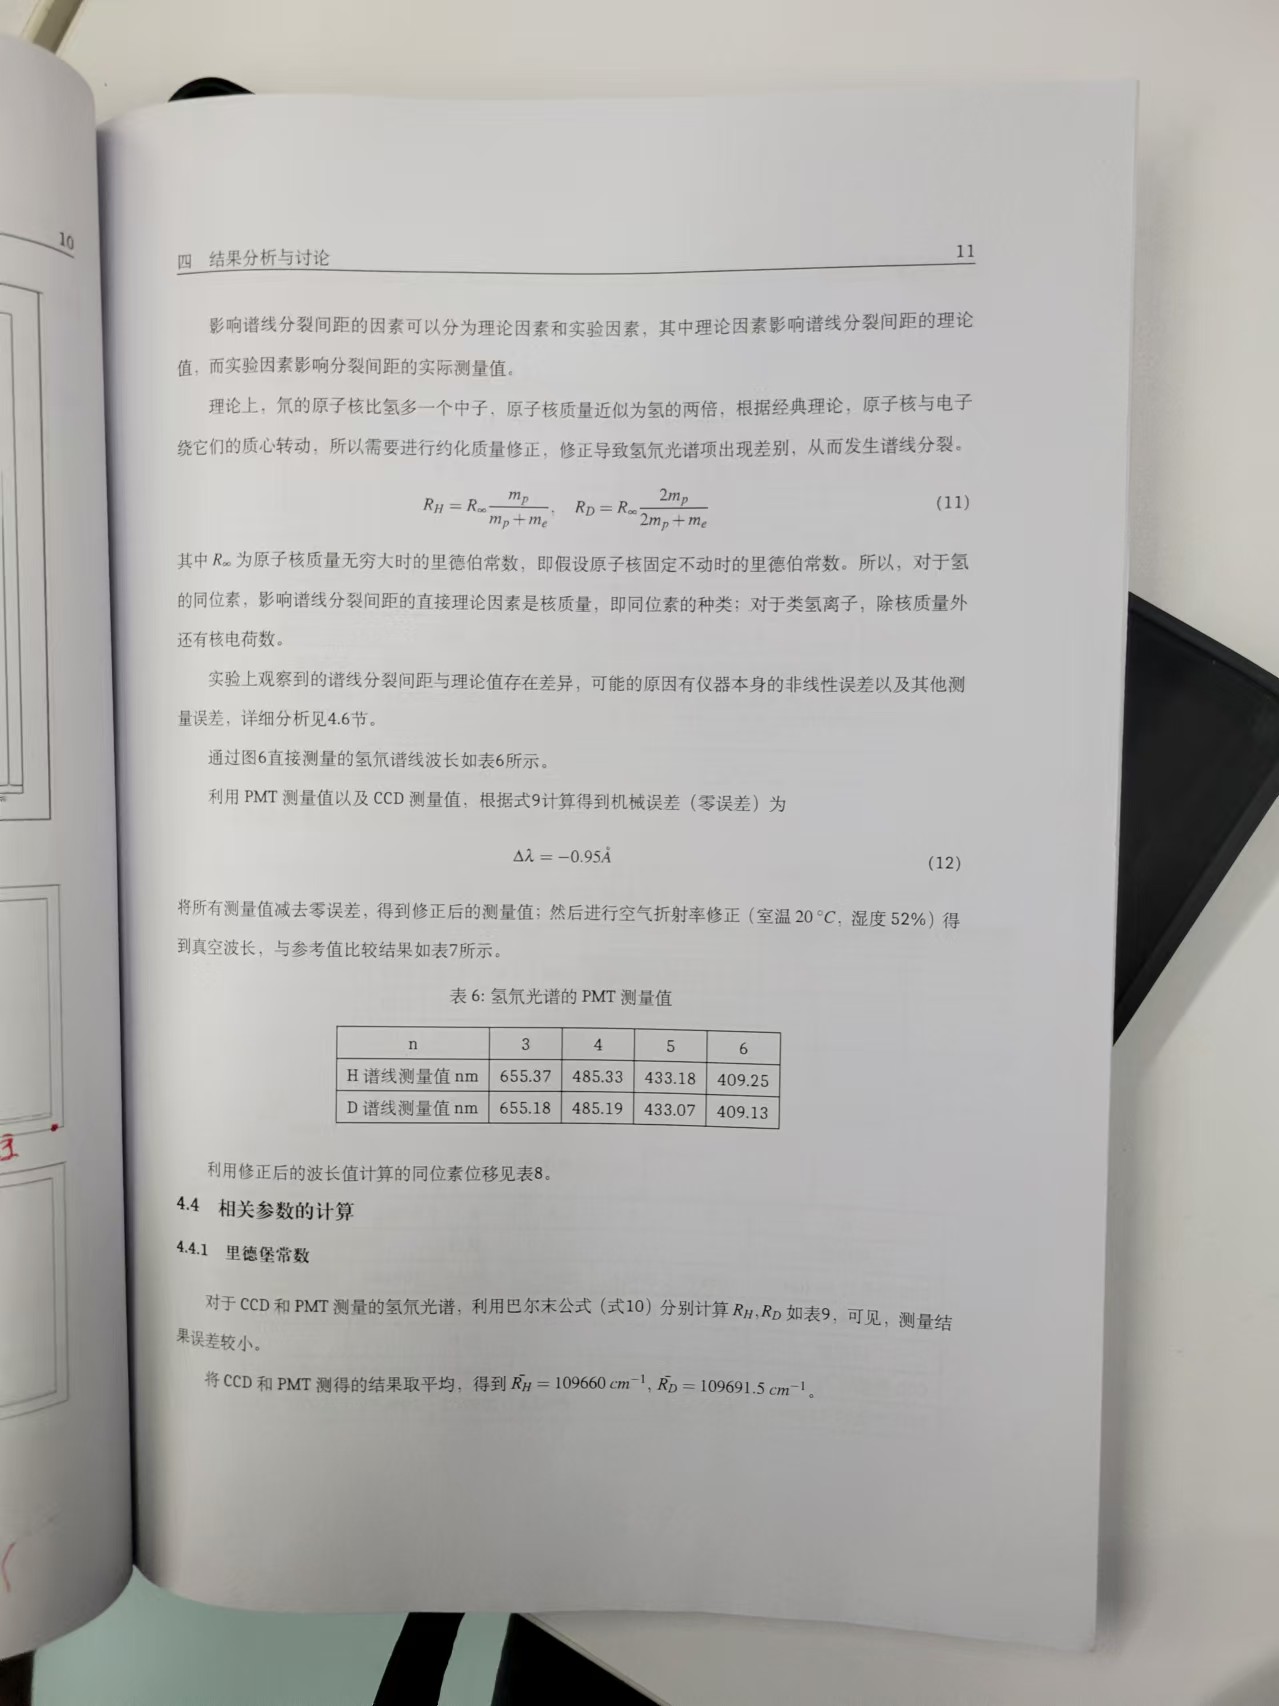 10
四 结果分析与讨论 11
影响谱线分裂间距的因素可以分为理论因素和实验因素，其中理论因素影响谱线分裂间距的理论
值，而实验因素影响分裂间距的实际测量值。
理论上，氘的原子核比氢多一个中子，原子核质量近似为氢的两倍，根据经典理论，原子核与电子
绕它们的质心转动，所以需要进行约化质量修正，修正导致氢氘光谱项出现差别，从而发生谱线分裂。
R_H = R_∞ m_p/(m_p + m_e), R_D = R_∞ 2m_p/(2m_p + m_e) (11)
其中 R_∞ 为原子核质量无穷大时的里德伯常数，即假设原子核固定不动时的里德伯常数。所以，对于氢
的同位素，影响谱线分裂间距的直接理论因素是核质量，即同位素的种类；对于类氢离子，除核质量外
还有核电荷数。
实验上观察到的谱线分裂间距与理论值存在差异，可能的原因有仪器本身的非线性误差以及其他测
量误差，详细分析见4.6节。
通过图6直接测量的氢氘谱线波长如表6所示。
利用 PMT 测量值以及 CCD 测量值，根据式9计算得到机械误差（零误差）为
Δλ = −0.95Å (12)
将所有测量值减去零误差，得到修正后的测量值；然后进行空气折射率修正（室温 20 °C，湿度 52%）得
到真空波长，与参考值比较结果如表7所示。
表 6: 氢氘光谱的 PMT 测量值
n 3 4 5 6
H 谱线测量值 nm 655.37 485.33 433.18 409.25
D 谱线测量值 nm 655.18 485.19 433.07 409.13
利用修正后的波长值计算的同位素位移见表8。
4.4 相关参数的计算
4.4.1 里德堡常数
对于 CCD 和 PMT 测量的氢氘光谱，利用巴尔末公式（式10）分别计算 R_H, R_D 如表9，可见，测量结
果误差较小。
将 CCD 和 PMT 测得的结果取平均，得到 R̄_H = 109660 cm⁻¹, R̄_D = 109691.5 cm⁻¹。